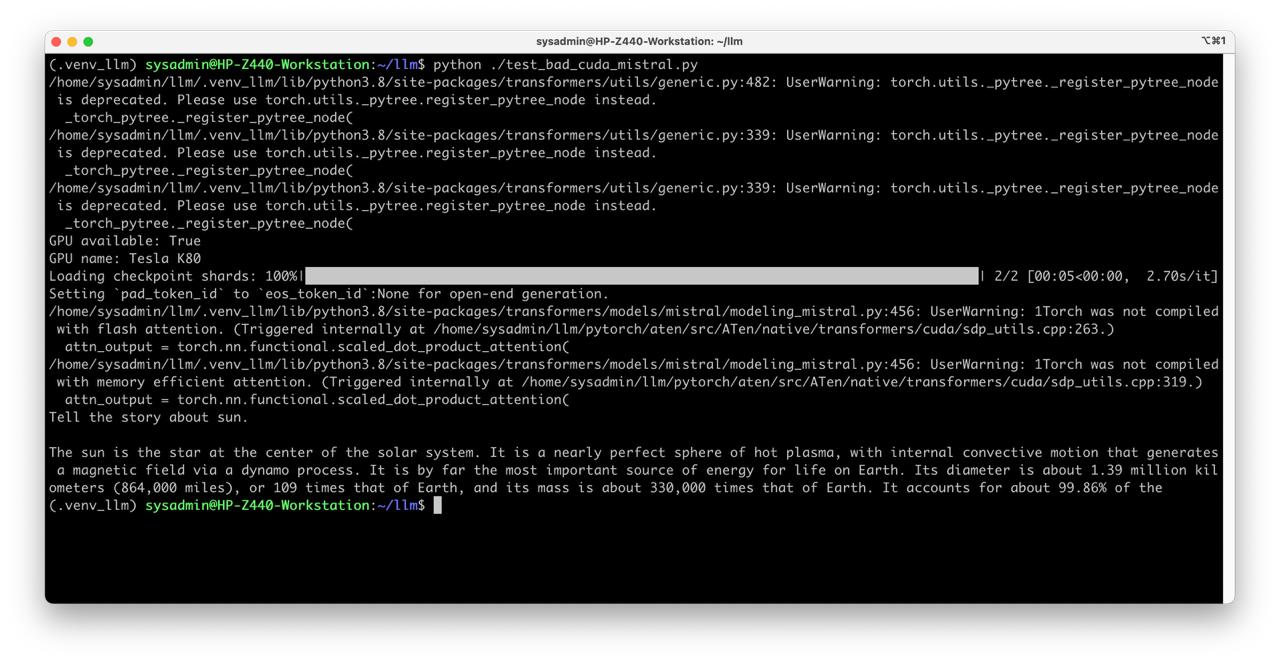 sysadmin@HP-Z440-Workstation: ~/llm
⌥⌘1
(.venv_llm) sysadmin@HP-Z440-Workstation:~/llm$ python ./test_bad_cuda_mistral.py
/home/sysadmin/llm/.venv_llm/lib/python3.8/site-packages/transformers/utils/generic.py:482: UserWarning: torch.utils._pytree._register_pytree_node
is deprecated. Please use torch.utils._pytree.register_pytree_node instead.
_torch_pytree._register_pytree_node(
/home/sysadmin/llm/.venv_llm/lib/python3.8/site-packages/transformers/utils/generic.py:339: UserWarning: torch.utils._pytree._register_pytree_node
is deprecated. Please use torch.utils._pytree.register_pytree_node instead.
_torch_pytree._register_pytree_node(
/home/sysadmin/llm/.venv_llm/lib/python3.8/site-packages/transformers/utils/generic.py:339: UserWarning: torch.utils._pytree._register_pytree_node
is deprecated. Please use torch.utils._pytree.register_pytree_node instead.
_torch_pytree._register_pytree_node(
GPU available: True
GPU name: Tesla K80
Loading checkpoint shards: 100%|██████████| 2/2 [00:05<00:00,  2.70s/it]
Setting `pad_token_id` to `eos_token_id`:None for open-end generation.
/home/sysadmin/llm/.venv_llm/lib/python3.8/site-packages/transformers/models/mistral/modeling_mistral.py:456: UserWarning: 1Torch was not compiled
with flash attention. (Triggered internally at /home/sysadmin/llm/pytorch/aten/src/ATen/native/transformers/cuda/sdp_utils.cpp:263.)
attn_output = torch.nn.functional.scaled_dot_product_attention(
/home/sysadmin/llm/.venv_llm/lib/python3.8/site-packages/transformers/models/mistral/modeling_mistral.py:456: UserWarning: 1Torch was not compiled
with memory efficient attention. (Triggered internally at /home/sysadmin/llm/pytorch/aten/src/ATen/native/transformers/cuda/sdp_utils.cpp:319.)
attn_output = torch.nn.functional.scaled_dot_product_attention(
Tell the story about sun.

The sun is the star at the center of the solar system. It is a nearly perfect sphere of hot plasma, with internal convective motion that generates
a magnetic field via a dynamo process. It is by far the most important source of energy for life on Earth. Its diameter is about 1.39 million kil
ometers (864,000 miles), or 109 times that of Earth, and its mass is about 330,000 times that of Earth. It accounts for about 99.86% of the
(.venv_llm) sysadmin@HP-Z440-Workstation:~/llm$